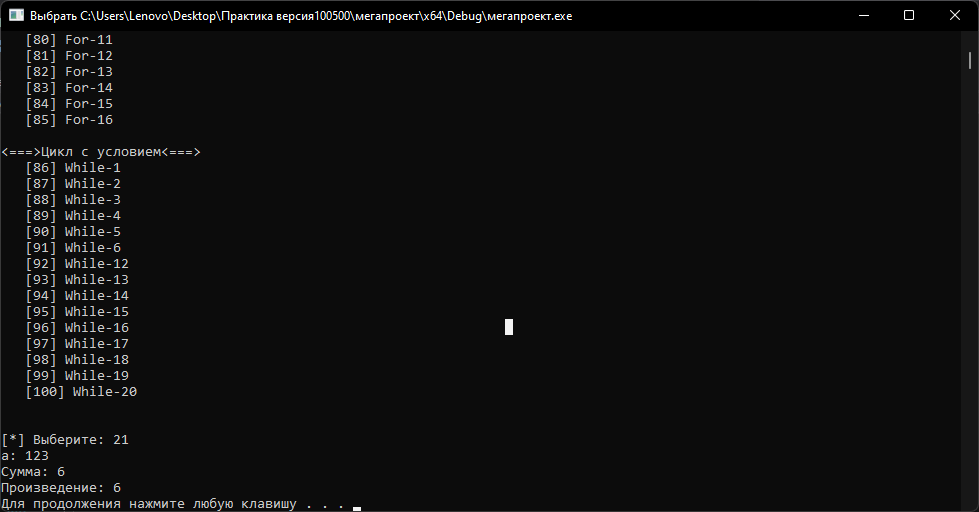 Выбрать C:\Users\Lenovo\Desktop\Практика версия100500\мегапроект\x64\Debug\мегапроект.exe
[80] For-11
[81] For-12
[82] For-13
[83] For-14
[84] For-15
[85] For-16
<===>Цикл с условием<===>
[86] While-1
[87] While-2
[88] While-3
[89] While-4
[90] While-5
[91] While-6
[92] While-12
[93] While-13
[94] While-14
[95] While-15
[96] While-16
[97] While-17
[98] While-18
[99] While-19
[100] While-20
[*] Выберите: 21
a: 123
Сумма: 6
Произведение: 6
Для продолжения нажмите любую клавишу . . .